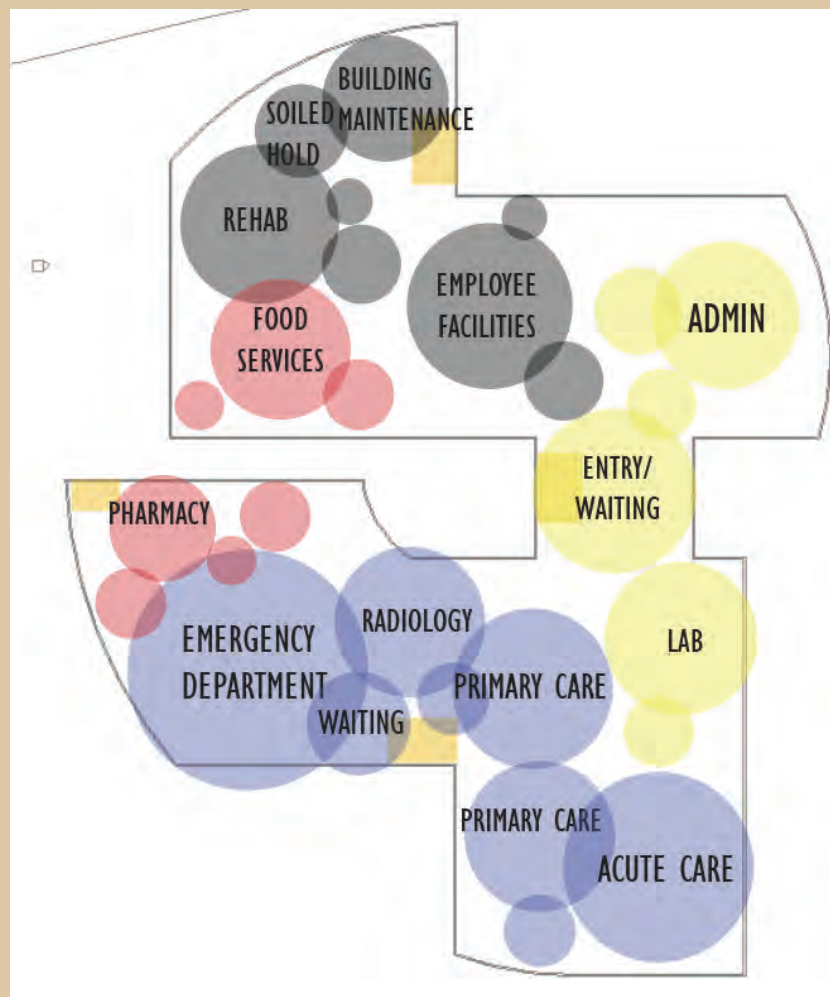 BUILDING
MAINTENANCE
SOILED
HOLD
REHAB
FOOD
SERVICES
EMPLOYEE
FACILITIES
ADMIN
ENTRY/
WAITING
PHARMACY
EMERGENCY
DEPARTMENT
RADIOLOGY
WAITING
PRIMARY CARE
LAB
PRIMARY CARE
ACUTE CARE